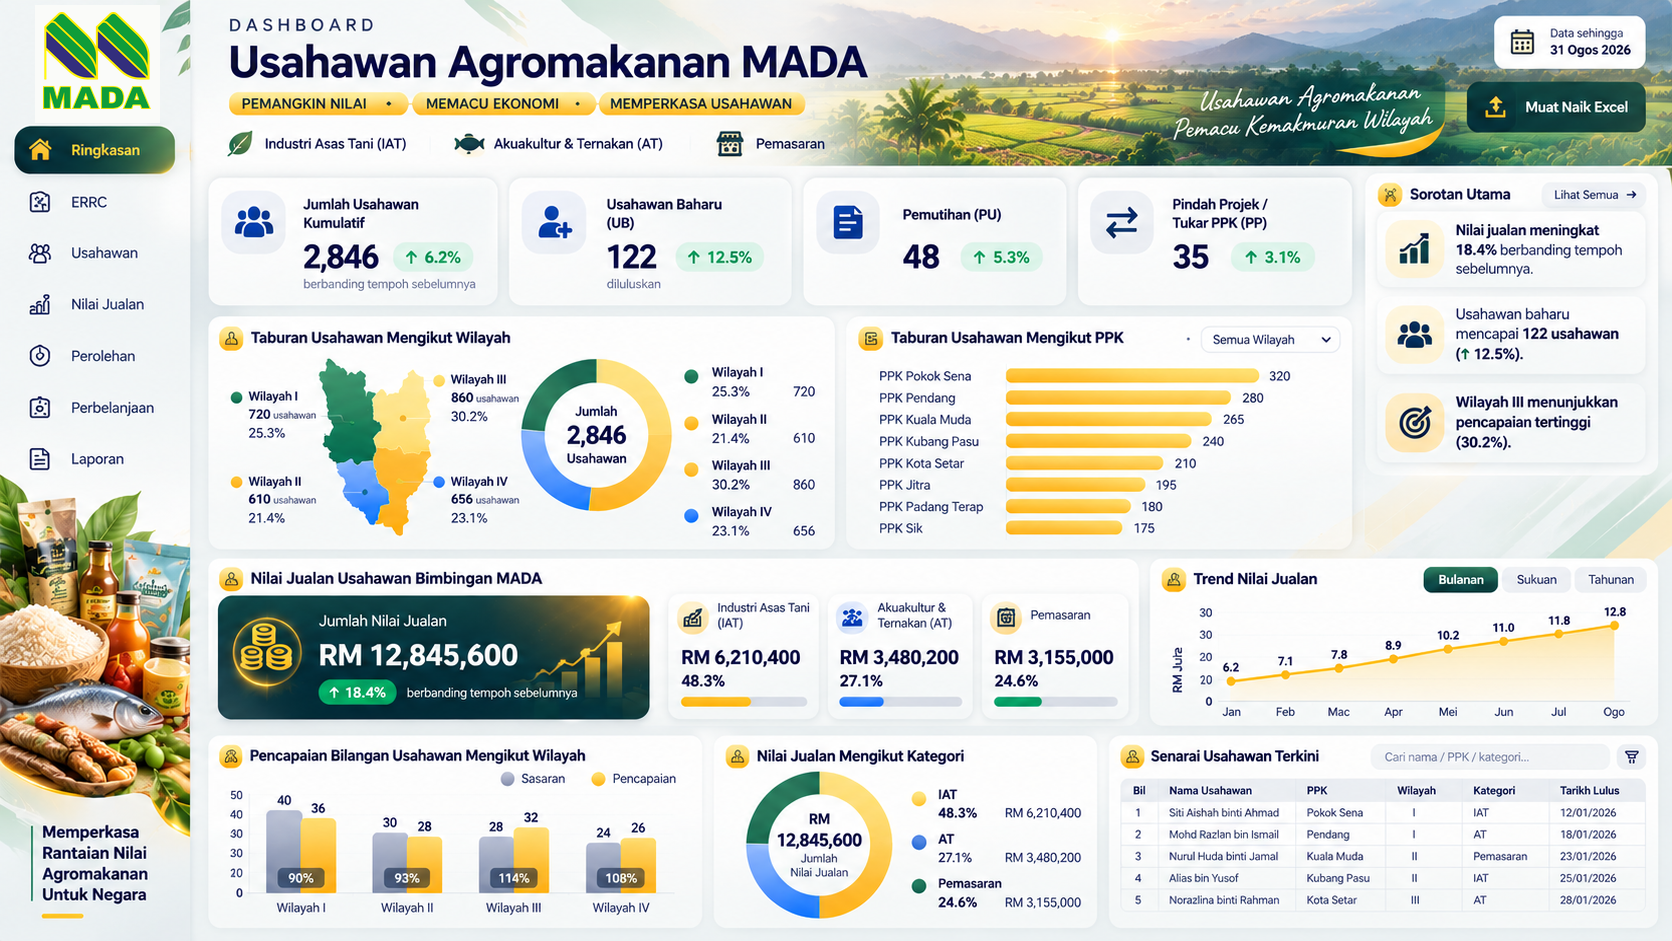 MADA
Ringkasan
ERRC
Usahawan
Nilai Jualan
Perolehan
Perbelanjaan
Laporan
Memperkasa
Rantaian Nilai
Agromakanan
Untuk Negara
DASHBOARD
Usahawan Agromakanan MADA
PEMANGKIN NILAI • MEMACU EKONOMI • MEMPERKASA USAHAWAN
Industri Asas Tani (IAT)
Akuakultur & Ternakan (AT)
Pemasaran
Usahawan Agromakanan
Pemacu Kemakmuran Wilayah
Data sehingga
31 Ogos 2026
Muat Naik Excel
Jumlah Usahawan
Kumulatif
2,846 ↑ 6.2%
berbanding tempoh sebelumnya
Usahawan Baharu
(UB)
122 ↑ 12.5%
diluluskan
Pemutihan (PU)
48 ↑ 5.3%
Pindah Projek /
Tukar PPK (PP)
35 ↑ 3.1%
Sorotan Utama
Lihat Semua →
Nilai jualan meningkat
18.4% berbanding tempoh
sebelumnya.
Usahawan baharu
mencapai 122 usahawan
(↑ 12.5%).
Wilayah III menunjukkan
pencapaian tertinggi
(30.2%).
Taburan Usahawan Mengikut Wilayah
Wilayah I
720 usahawan
25.3%
Wilayah II
610 usahawan
21.4%
Wilayah III
860 usahawan
30.2%
Wilayah IV
656 usahawan
23.1%
Jumlah
2,846
Usahawan
Wilayah I
25.3% 720
Wilayah II
21.4% 610
Wilayah III
30.2% 860
Wilayah IV
23.1% 656
Taburan Usahawan Mengikut PPK
• Semua Wilayah
PPK Pokok Sena 320
PPK Pendang 280
PPK Kuala Muda 265
PPK Kubang Pasu 240
PPK Kota Setar 210
PPK Jitra 195
PPK Padang Terap 180
PPK Sik 175
Nilai Jualan Usahawan Bimbingan MADA
Jumlah Nilai Jualan
RM 12,845,600
↑ 18.4% berbanding tempoh sebelumnya
Industri Asas Tani
(IAT)
RM 6,210,400
48.3%
Akuakultur &
Ternakan (AT)
RM 3,480,200
27.1%
Pemasaran
RM 3,155,000
24.6%
Trend Nilai Jualan
Bulanan
Sukuan
Tahunan
RM Juta
30
30
20
20
0
6.2
7.1
7.8
8.9
10.2
11.0
11.8
12.8
Jan Feb Mac Apr Mei Jun Jul Ogo
Pencapaian Bilangan Usahawan Mengikut Wilayah
Sasaran
Pencapaian
50
40
30
20
0
40 36
90%
30 28
93%
28 32
114%
24 26
108%
Wilayah I Wilayah II Wilayah III Wilayah IV
Nilai Jualan Mengikut Kategori
RM
12,845,600
Jumlah
Nilai Jualan
IAT
48.3% RM 6,210,400
AT
27.1% RM 3,480,200
Pemasaran
24.6% RM 3,155,000
Senarai Usahawan Terkini
Cari nama / PPK / kategori...
Bil Nama Usahawan PPK Wilayah Kategori Tarikh Lulus
1 Siti Aishah binti Ahmad Pokok Sena I IAT 12/01/2026
2 Mohd Razlan bin Ismail Pendang I AT 18/01/2026
3 Nurul Huda binti Jamal Kuala Muda II Pemasaran 23/01/2026
4 Alias bin Yusof Kubang Pasu II IAT 25/01/2026
5 Norazlina binti Rahman Kota Setar III AT 28/01/2026